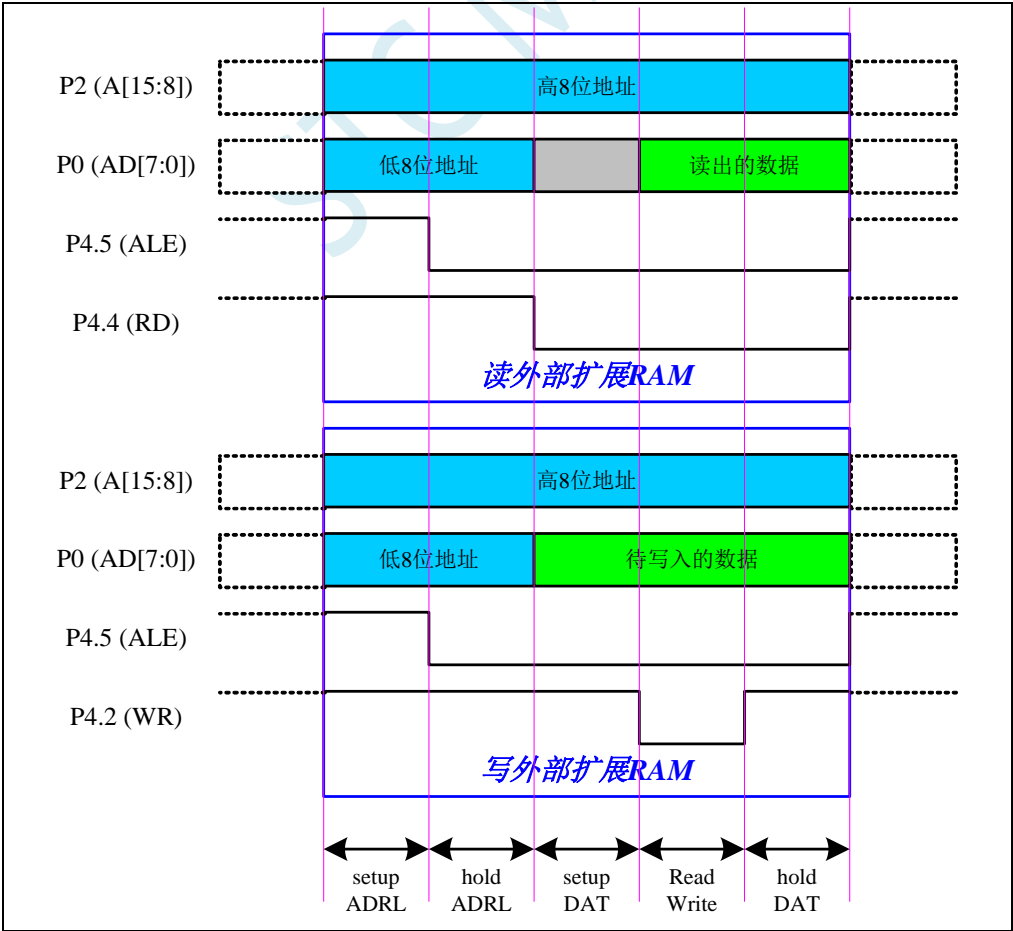 P2 (A[15:8])
高8位地址
P0 (AD[7:0])
低8位地址
读出的数据
P4.5 (ALE)
P4.4 (RD)
读外部扩展RAM
P2 (A[15:8])
高8位地址
P0 (AD[7:0])
低8位地址
待写入的数据
P4.5 (ALE)
P4.2 (WR)
写外部扩展RAM
setup
ADRL
hold
ADRL
setup
DAT
Read
Write
hold
DAT